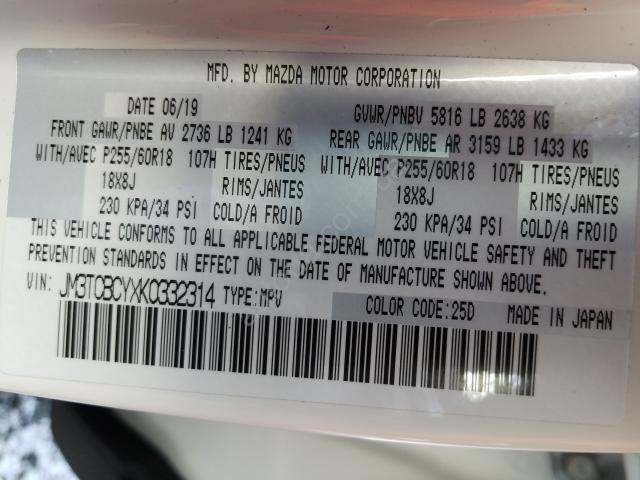 MFD. BY MAZDA MOTOR CORPORATION
DATE 06/19 GVWR/PNBV 5816 LB 2638 KG
FRONT GAWR/PNBE AV 2736 LB 1241 KG REAR GAWR/PNBE AR 3159 LB 1433 KG
WITH/AVEC P255/60R18 107H TIRES/PNEUS WITH/AVEC P255/60R18 107H TIRES/PNEUS
18X8J RIMS/JANTES 18X8J RIMS/JANTES
230 KPA/34 PSI COLD/A FROID 230 KPA/34 PSI COLD/A FROID
THIS VEHICLE CONFORMS TO ALL APPLICABLE FEDERAL MOTOR VEHICLE SAFETY AND THEFT
PREVENTION STANDARDS IN EFFECT ON THE DATE OF MANUFACTURE SHOWN ABOVE.
VIN: JM3TCBCYXK0332314 TYPE:MPV COLOR CODE:25D MADE IN JAPAN